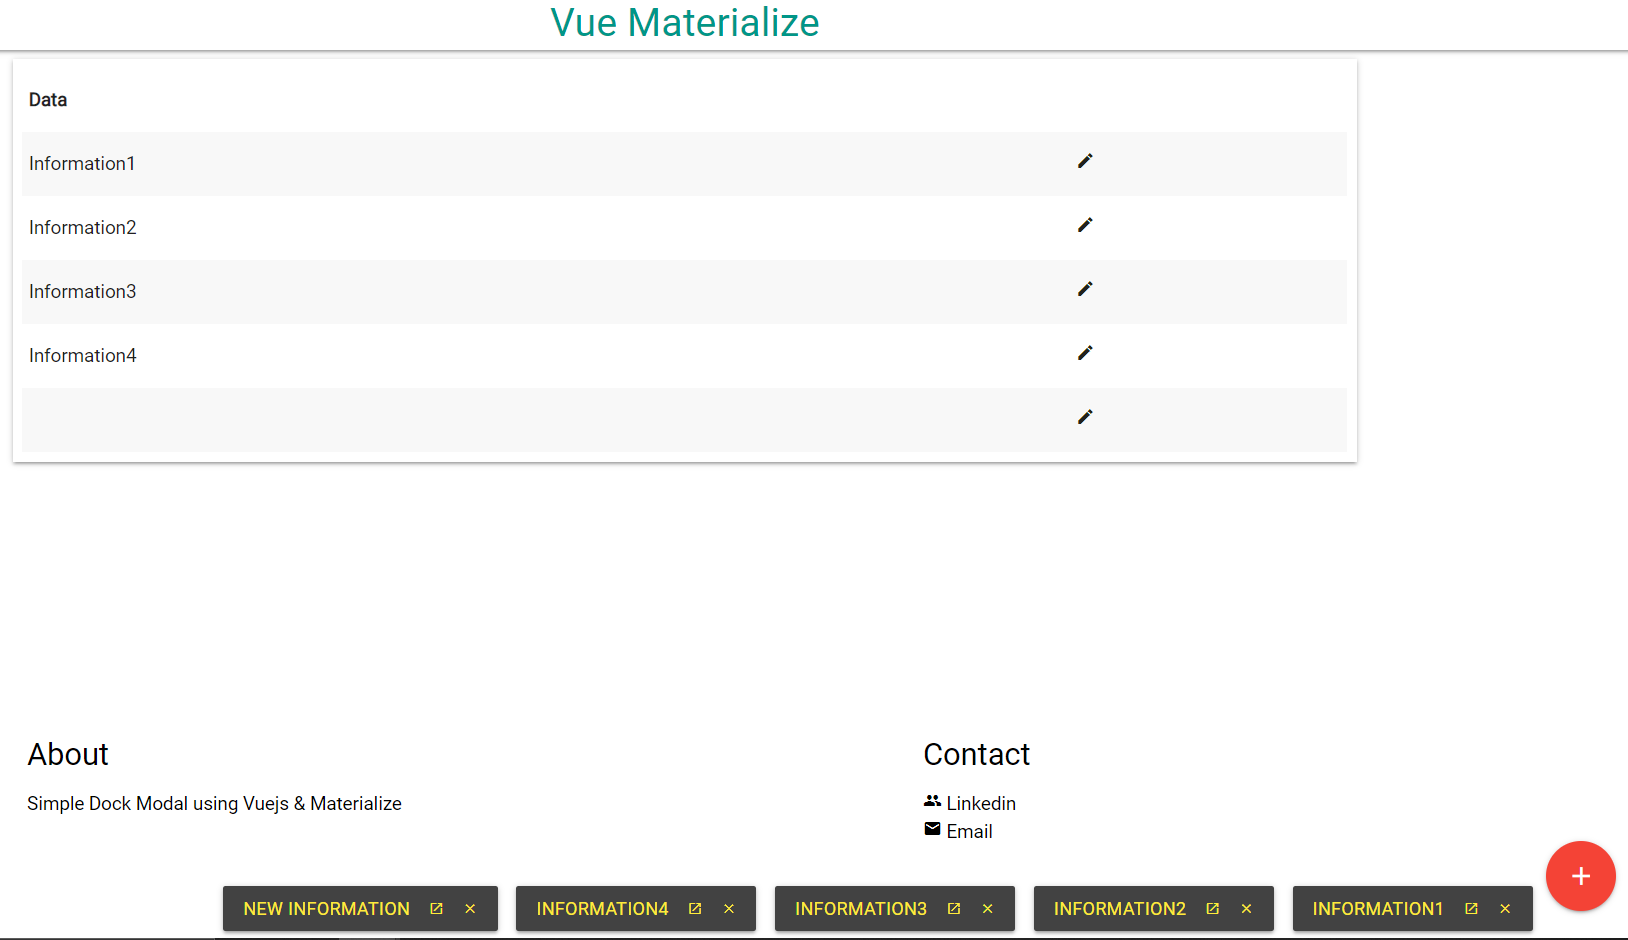 Vue Materialize
Data
Information1
Information2
Information3
Information4
About
Simple Dock Modal using Vuejs & Materialize
Contact
Linkedin
Email
NEW INFORMATION
INFORMATION4
INFORMATION3
INFORMATION2
INFORMATION1